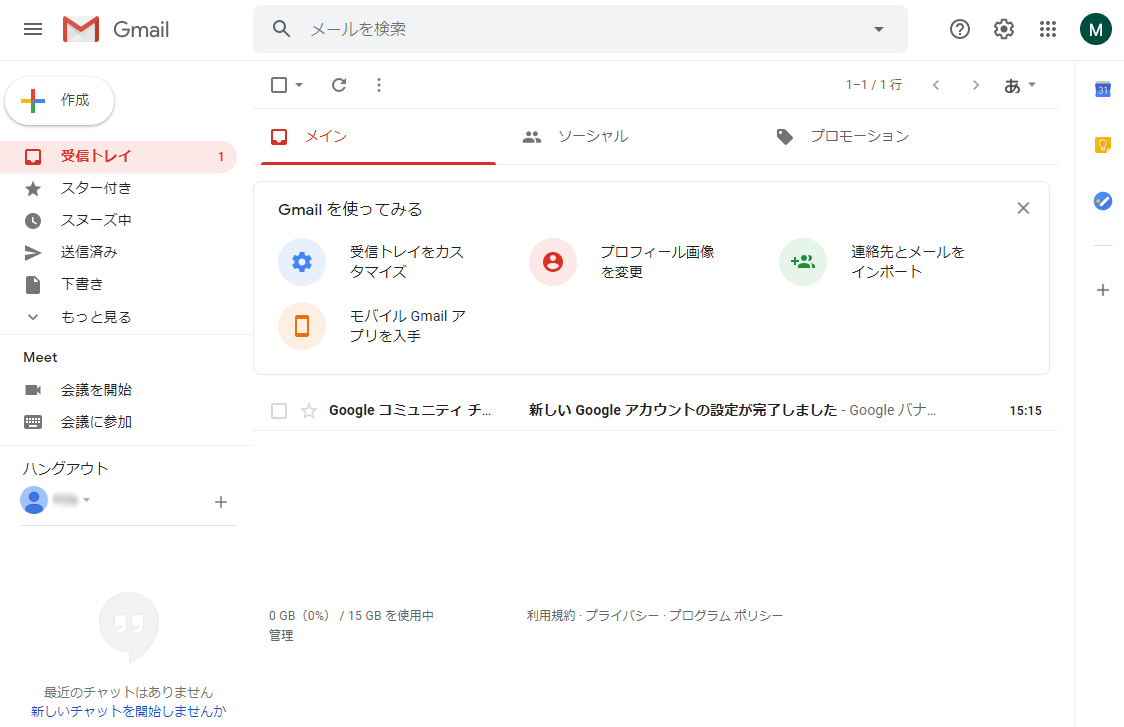 Gmail
メールを検索
M
作成
1–1 / 1 行
あ
31
受信トレイ 1
スター付き
スヌーズ中
送信済み
下書き
もっと見る
Meet
会議を開始
会議に参加
ハングアウト
最近のチャットはありません
新しいチャットを開始しませんか
メイン
ソーシャル
プロモーション
Gmail を使ってみる
受信トレイをカス
タマイズ
プロフィール画像
を変更
連絡先とメールを
インポート
モバイル Gmail ア
プリを入手
Google コミュニティ チ... 新しい Google アカウントの設定が完了しました - Google バナ... 15:15
0 GB（0%） / 15 GB を使用中
管理
利用規約 · プライバシー · プログラム ポリシー